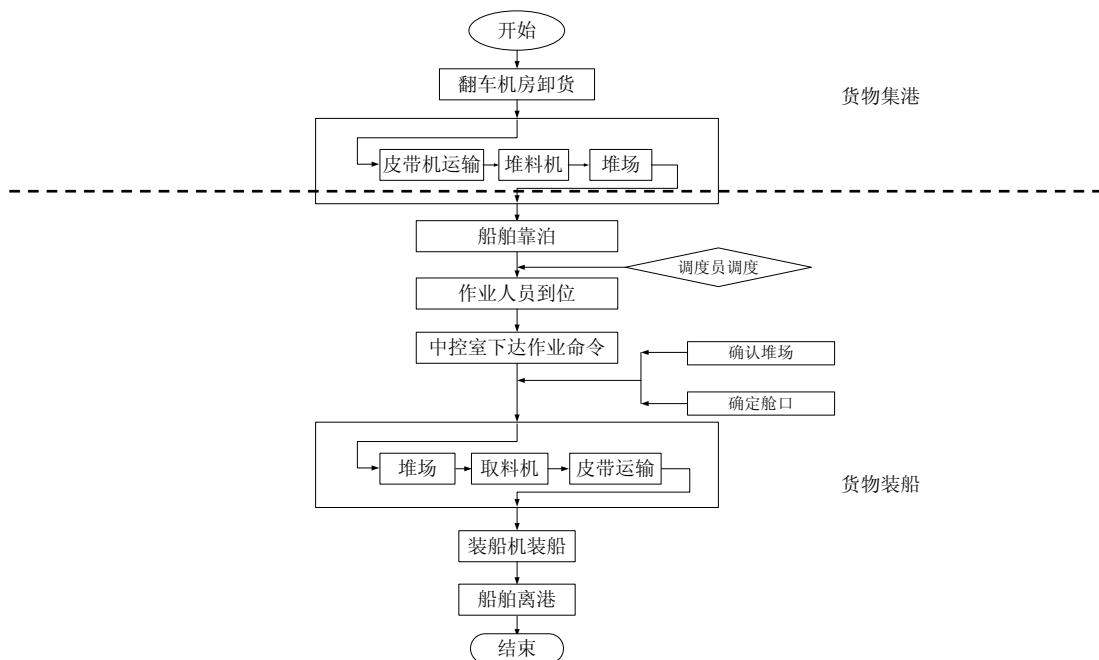 开始
翻车机房卸货
货物集港
皮带机运输
堆料机
堆场
船舶靠泊
调度员调度
作业人员到位
中控室下达作业命令
确认堆场
确定舱口
堆场
取料机
皮带运输
货物装船
装船机装船
船舶离港
结束